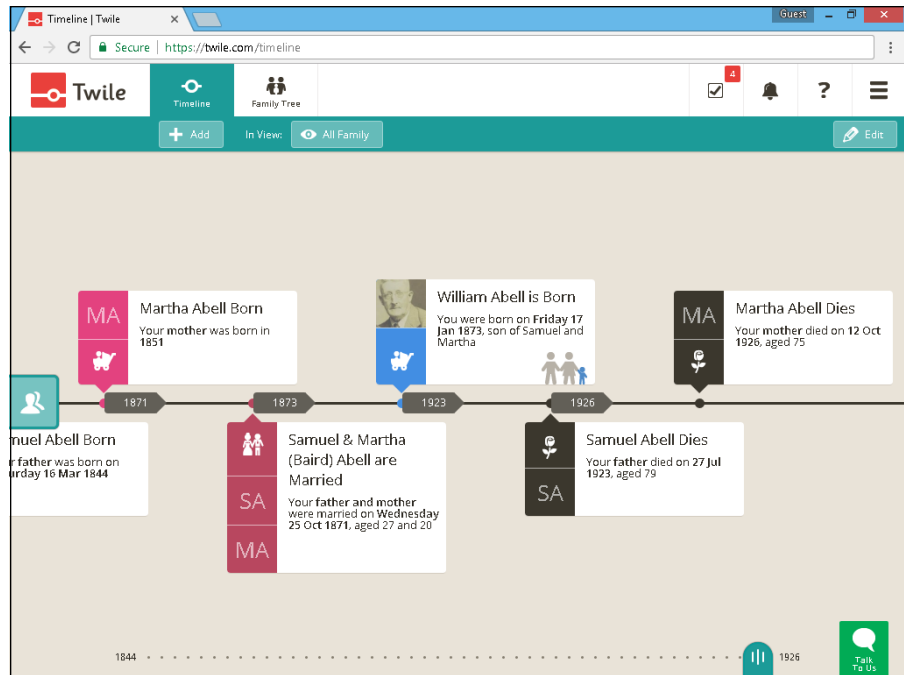 Timeline | Twile
Guest
Secure | https://twile.com/timeline
Twile
Timeline
Family Tree
4
?
Add
In View:
All Family
Edit
MA
Martha Abell Born
Your mother was born in
1851
William Abell is Born
You were born on Friday 17
Jan 1873, son of Samuel and
Martha
MA
Martha Abell Dies
Your mother died on 12 Oct
1926, aged 75
1871
1873
1923
1926
muel Abell Born
r father was born on
urday 16 Mar 1844
SA
MA
Samuel & Martha
(Baird) Abell are
Married
Your father and mother
were married on Wednesday
25 Oct 1871, aged 27 and 20
SA
Samuel Abell Dies
Your father died on 27 Jul
1923, aged 79
1844
1926
Talk
To Us